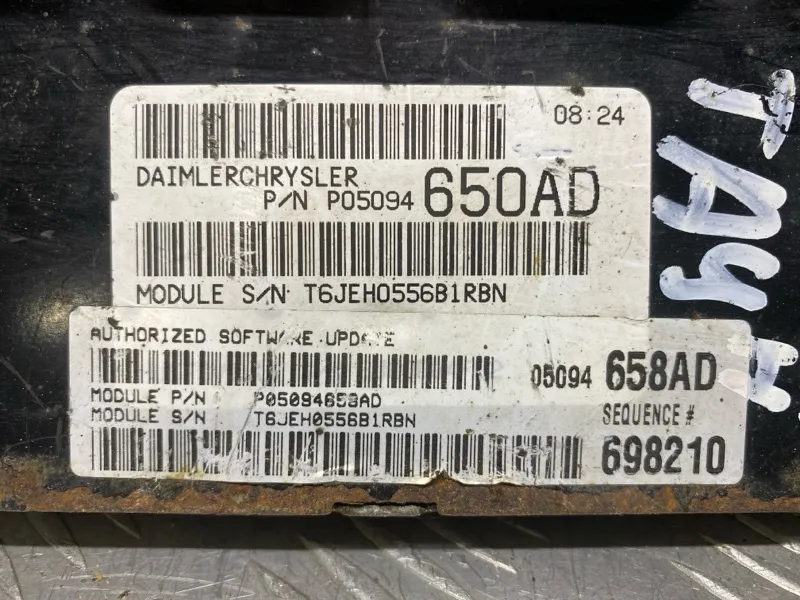 08:24
DAIMLERCHRYSLER
P/N P05094 650AD
MODULE S/N T6JEH0556B1RBN
AUTHORIZED SOFTWARE UPDATE
05094 658AD
MODULE P/N P05094658AD
MODULE S/N T6JEH0556B1RBN
SEQUENCE #
698210